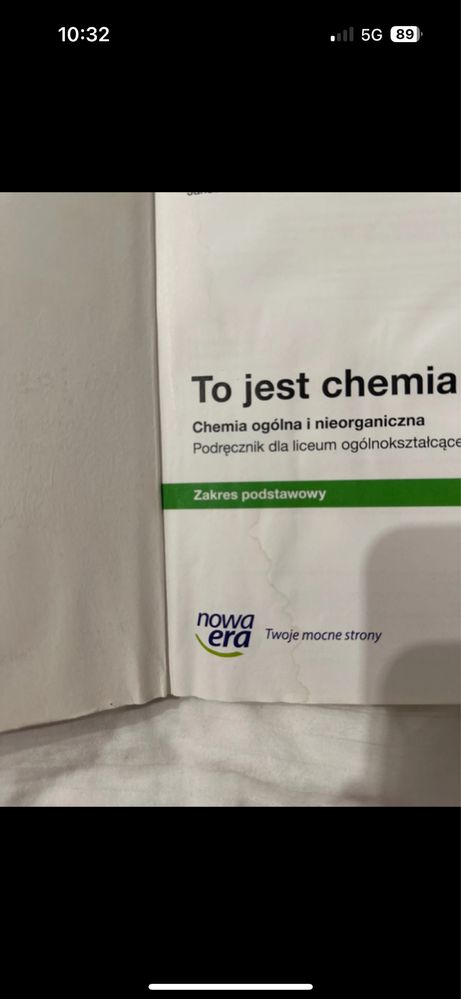 10:32
5G
89
To jest chemia
Chemia ogólna i nieorganiczna
Podręcznik dla liceum ogólnokształcące
Zakres podstawowy
nowa
era
Twoje mocne strony